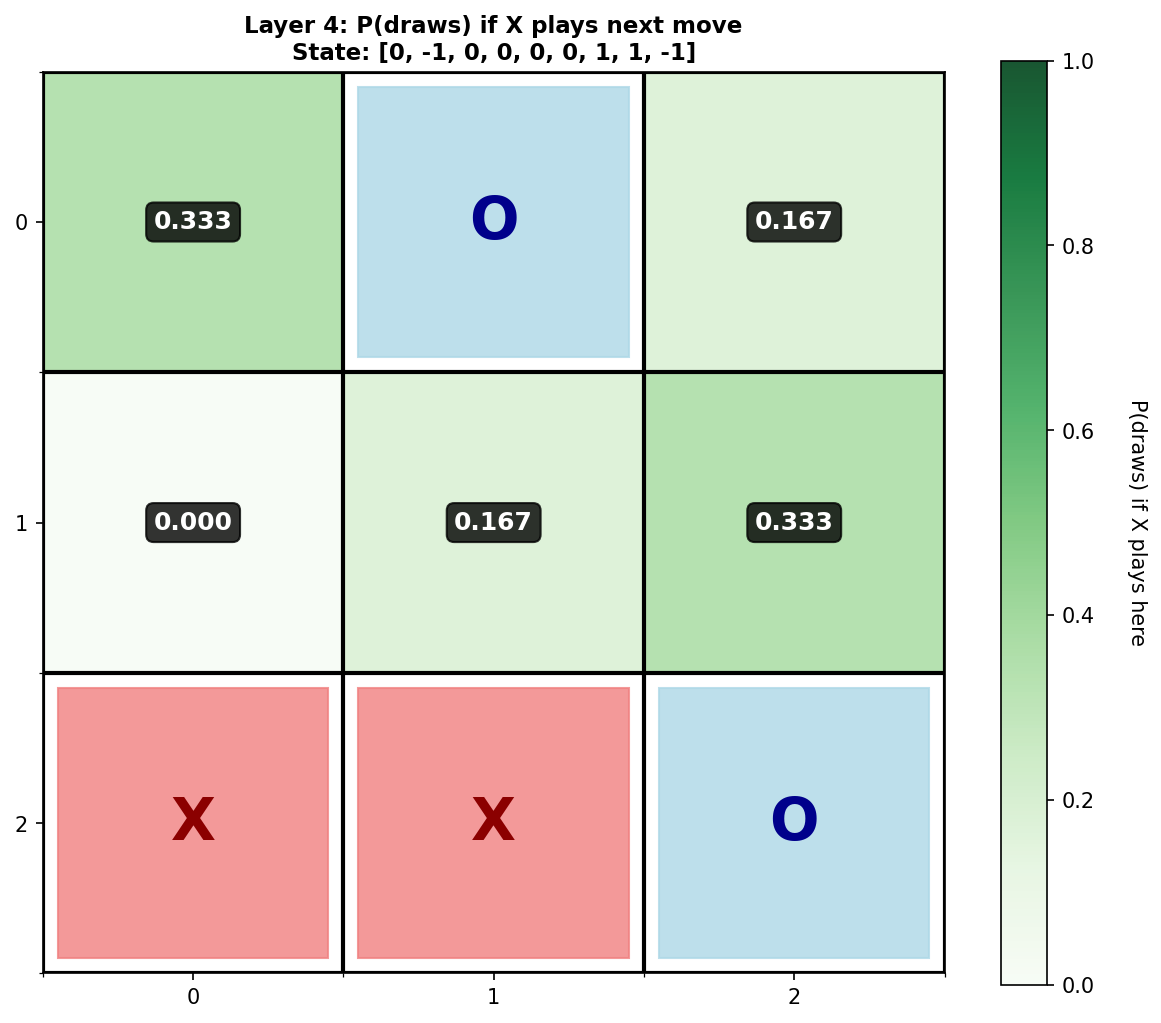 Layer 4: P(draws) if X plays next move
State: [0, -1, 0, 0, 0, 0, 1, 1, -1]
0
0.333
O
0.167
1
0.000
0.167
0.333
2
X
X
O
0
1
2
1.0
0.8
0.6
0.4
0.2
0.0
P(draws) if X plays here